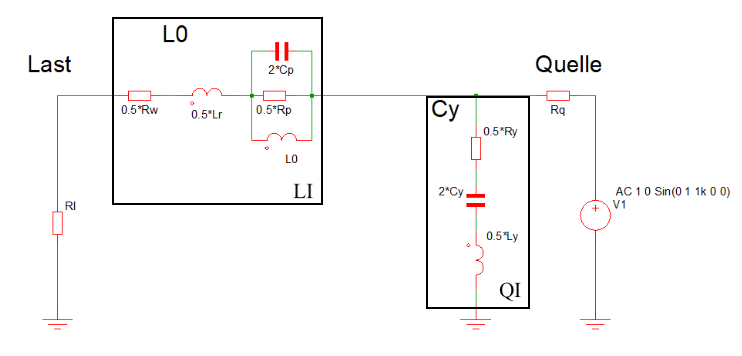 L0
Last
Quelle
2*Cp
0.5*Rw
0.5*Lr
0.5*Rp
Rq
Cy
0.5*Ry
L0
LI
2*Cy
AC 1 0 Sin(0 1 1k 0 0)
V1
Rl
0.5*Ly
QI